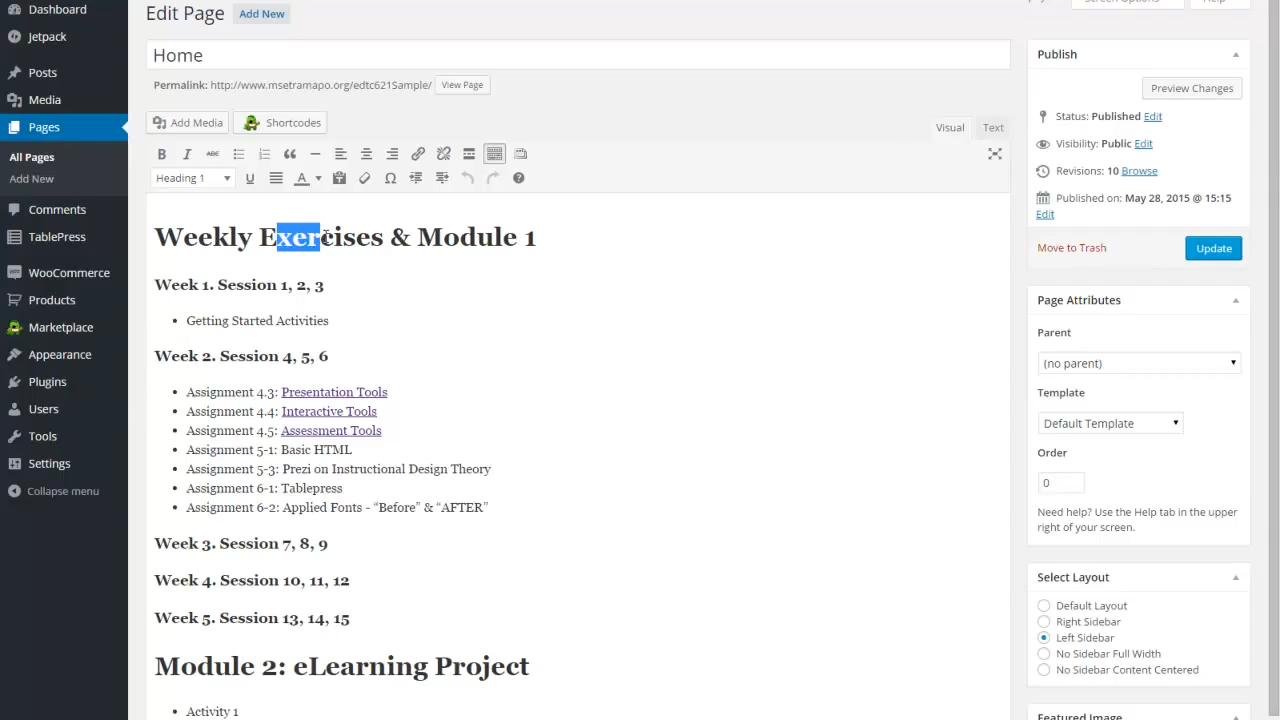 Dashboard
Jetpack
Posts
Media
Pages
All Pages
Add New
Comments
TablePress
WooCommerce
Products
Marketplace
Appearance
Plugins
Users
Tools
Settings
Collapse menu
Edit Page Add New
Home
Permalink: http://www.msetramapo.org/edtc621Sample/ View Page
Add Media Shortcodes
Visual Text
B I ABC
Heading 1 U A Ω
Weekly Exercises & Module 1
Week 1. Session 1, 2, 3
• Getting Started Activities
Week 2. Session 4, 5, 6
• Assignment 4.3: Presentation Tools
• Assignment 4.4: Interactive Tools
• Assignment 4.5: Assessment Tools
• Assignment 5-1: Basic HTML
• Assignment 5-3: Prezi on Instructional Design Theory
• Assignment 6-1: Tablepress
• Assignment 6-2: Applied Fonts - “Before” & “AFTER”
Week 3. Session 7, 8, 9
Week 4. Session 10, 11, 12
Week 5. Session 13, 14, 15
Module 2: eLearning Project
• Activity 1
Screen Options Help
Publish
Preview Changes
Status: Published Edit
Visibility: Public Edit
Revisions: 10 Browse
Published on: May 28, 2015 @ 15:15
Edit
Move to Trash Update
Page Attributes
Parent
(no parent)
Template
Default Template
Order
0
Need help? Use the Help tab in the upper
right of your screen.
Select Layout
Default Layout
Right Sidebar
Left Sidebar
No Sidebar Full Width
No Sidebar Content Centered
Featured Image